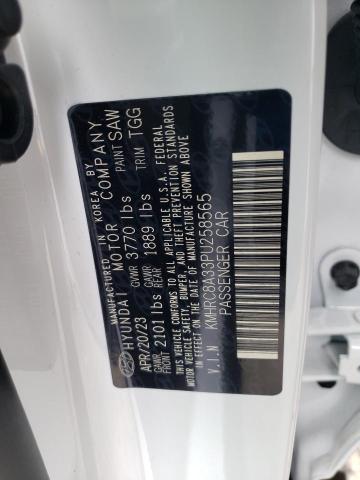 MANUFACTURED IN KOREA BY
HYUNDAI MOTOR COMPANY
APR/20/23 GVWR 3770 lbs PAINT SAW
GAWR FRONT 2101 lbs GAWR REAR 1889 lbs TRIM TGG
THIS VEHICLE CONFORMS TO ALL APPLICABLE U.S.A. FEDERAL
MOTOR VEHICLE SAFETY, BUMPER, AND THEFT PREVENTION STANDARDS
IN EFFECT ON THE DATE OF MANUFACTURE SHOWN ABOVE.
V.I.N KMHRC8A33PU258565
PASSENGER CAR